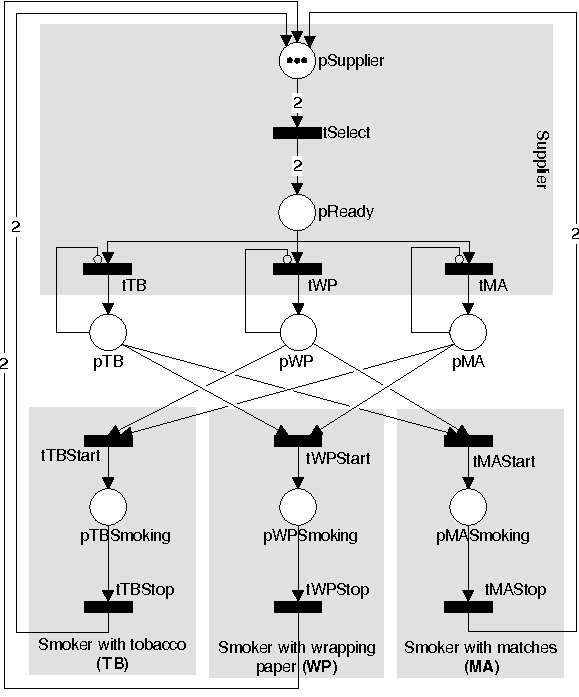 pSupplier
2
tSelect
2
Supplier
pReady
2
2
tTB
tWP
tMA
pTB
pWP
pMA
2
tTBStart
tWPStart
tMAStart
pTBSmoking
pWPSmoking
pMASmoking
tTBStop
tWPStop
tMAStop
Smoker with tobacco
(TB)
Smoker with wrapping
paper (WP)
Smoker with matches
(MA)